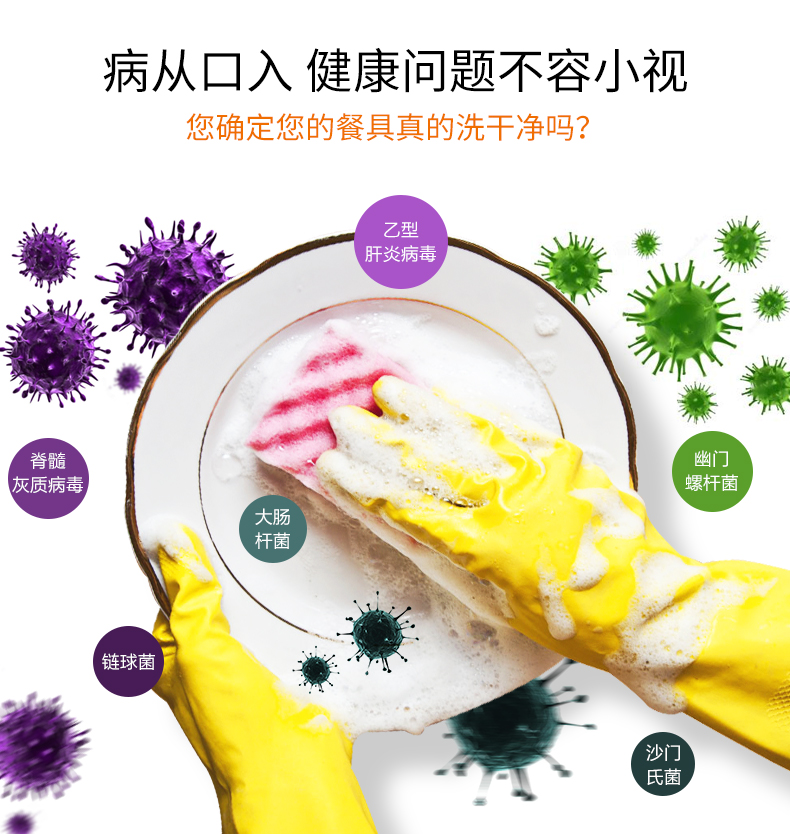 病从口入 健康问题不容小视
您确定您的餐具真的洗干净吗?
乙型
肝炎病毒
脊髓
灰质病毒
幽门
螺杆菌
大肠
杆菌
链球菌
沙门
氏菌